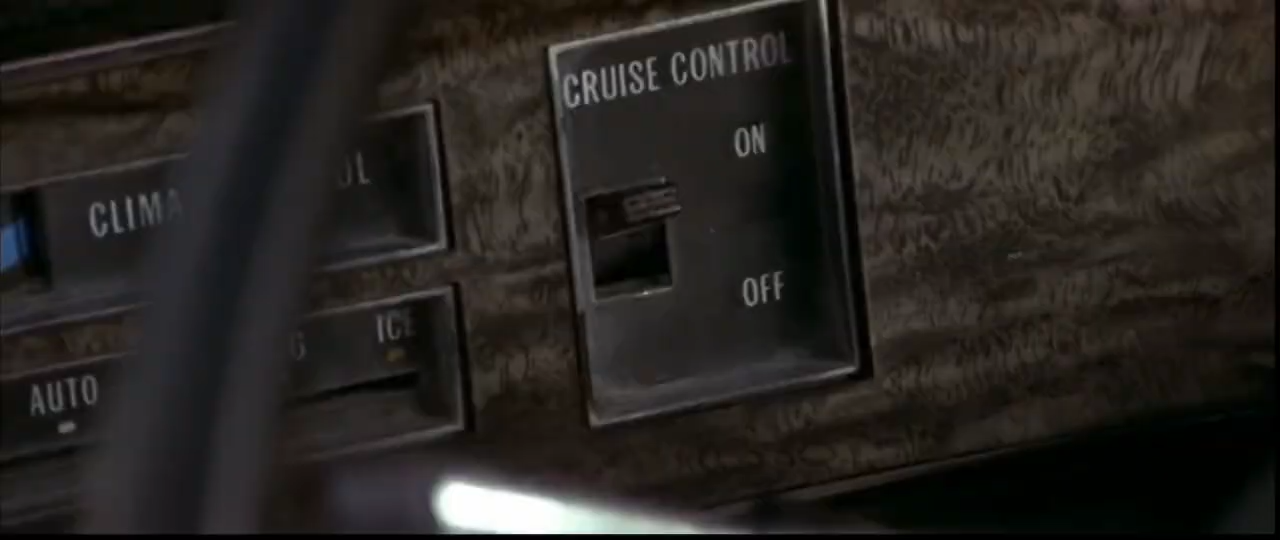 CRUISE CONTROL
ON
OFF
CLIMA
OL
ICE
AUTO